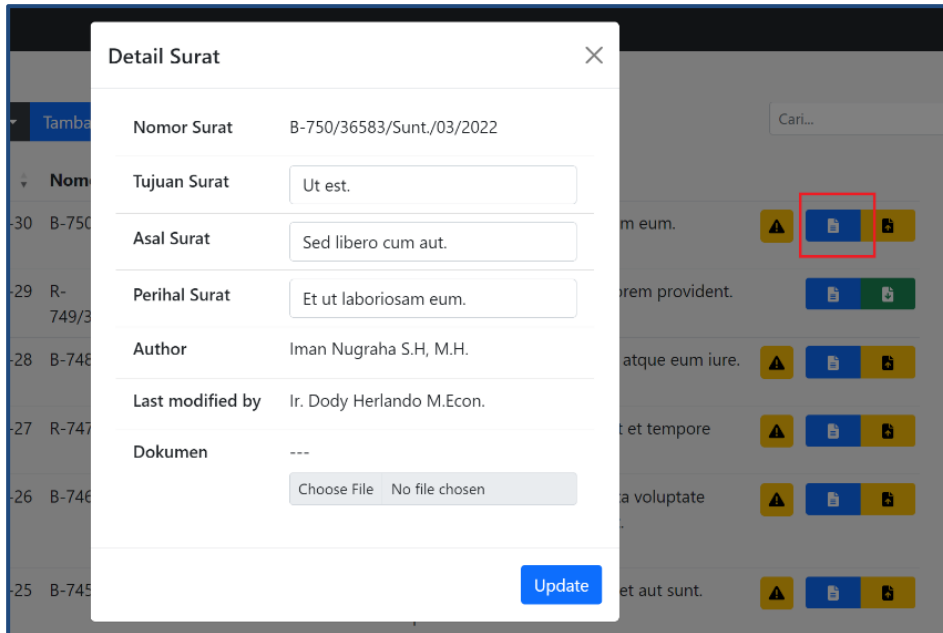 Detail Surat
Tamba
Cari...
Nomor Surat B-750/36583/Sunt./03/2022
Nom
Tujuan Surat Ut est.
-30 B-750 m eum.
Asal Surat Sed libero cum aut.
-29 R- orem provident.
749/3
Perihal Surat Et ut laboriosam eum.
Author Iman Nugraha S.H, M.H.
-28 B-748 atque eum iure.
Last modified by Ir. Dody Herlando M.Econ.
-27 R-747 t et tempore
Dokumen ---
Choose File No file chosen
-26 B-746 a voluptate
-25 B-745 et aut sunt.
Update